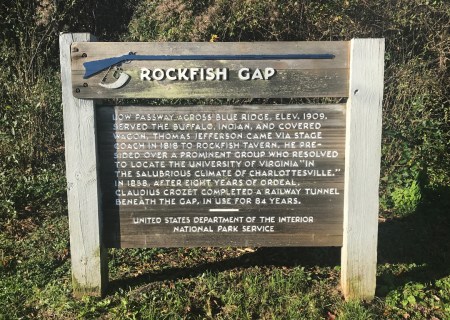 ROCKFISH GAP
LOW PASSWAY ACROSS BLUE RIDGE, ELEV. 1909.
SERVED THE BUFFALO, INDIAN, AND COVERED
WAGON. THOMAS JEFFERSON CAME VIA STAGE
COACH IN 1818 TO ROCKFISH TAVERN. HE PRE-
SIDED OVER A PROMINENT GROUP WHO RESOLVED
TO LOCATE THE UNIVERSITY OF VIRGINIA "IN
THE SALUBRIOUS CLIMATE OF CHARLOTTESVILLE."
IN 1858, AFTER EIGHT YEARS OF ORDEAL,
CLAUDIUS CROZET COMPLETED A RAILWAY TUNNEL
BENEATH THE GAP, IN USE FOR 84 YEARS.
UNITED STATES DEPARTMENT OF THE INTERIOR
NATIONAL PARK SERVICE